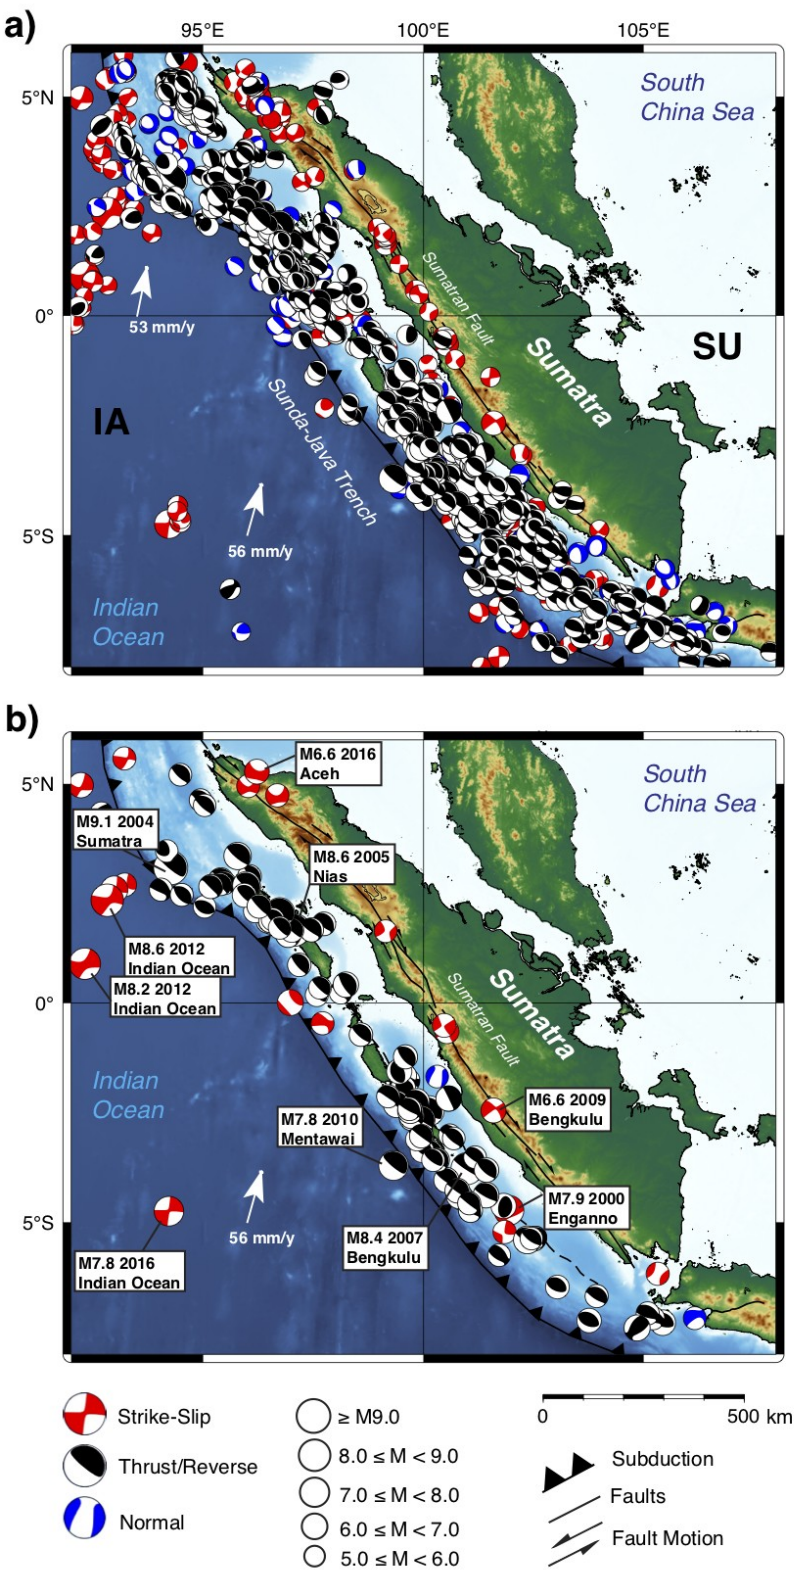 a)
95°E
100°E
105°E
5°N
0°
5°S
South
China Sea
53 mm/y
Sumatran Fault
SU
Sumatra
IA
Sunda-Java Trench
56 mm/y
Indian
Ocean
b)
5°N
0°
5°S
M6.6 2016
Aceh
South
China Sea
M9.1 2004
Sumatra
M8.6 2005
Nias
M8.6 2012
Indian Ocean
M8.2 2012
Indian Ocean
Sumatran Fault
Sumatra
Indian
Ocean
M6.6 2009
Bengkulu
M7.8 2010
Mentawai
M7.9 2000
Enganno
56 mm/y
M8.4 2007
Bengkulu
M7.8 2016
Indian Ocean
Strike-Slip
Thrust/Reverse
Normal
≥ M9.0
8.0 ≤ M < 9.0
7.0 ≤ M < 8.0
6.0 ≤ M < 7.0
5.0 ≤ M < 6.0
0 500 km
Subduction
Faults
Fault Motion